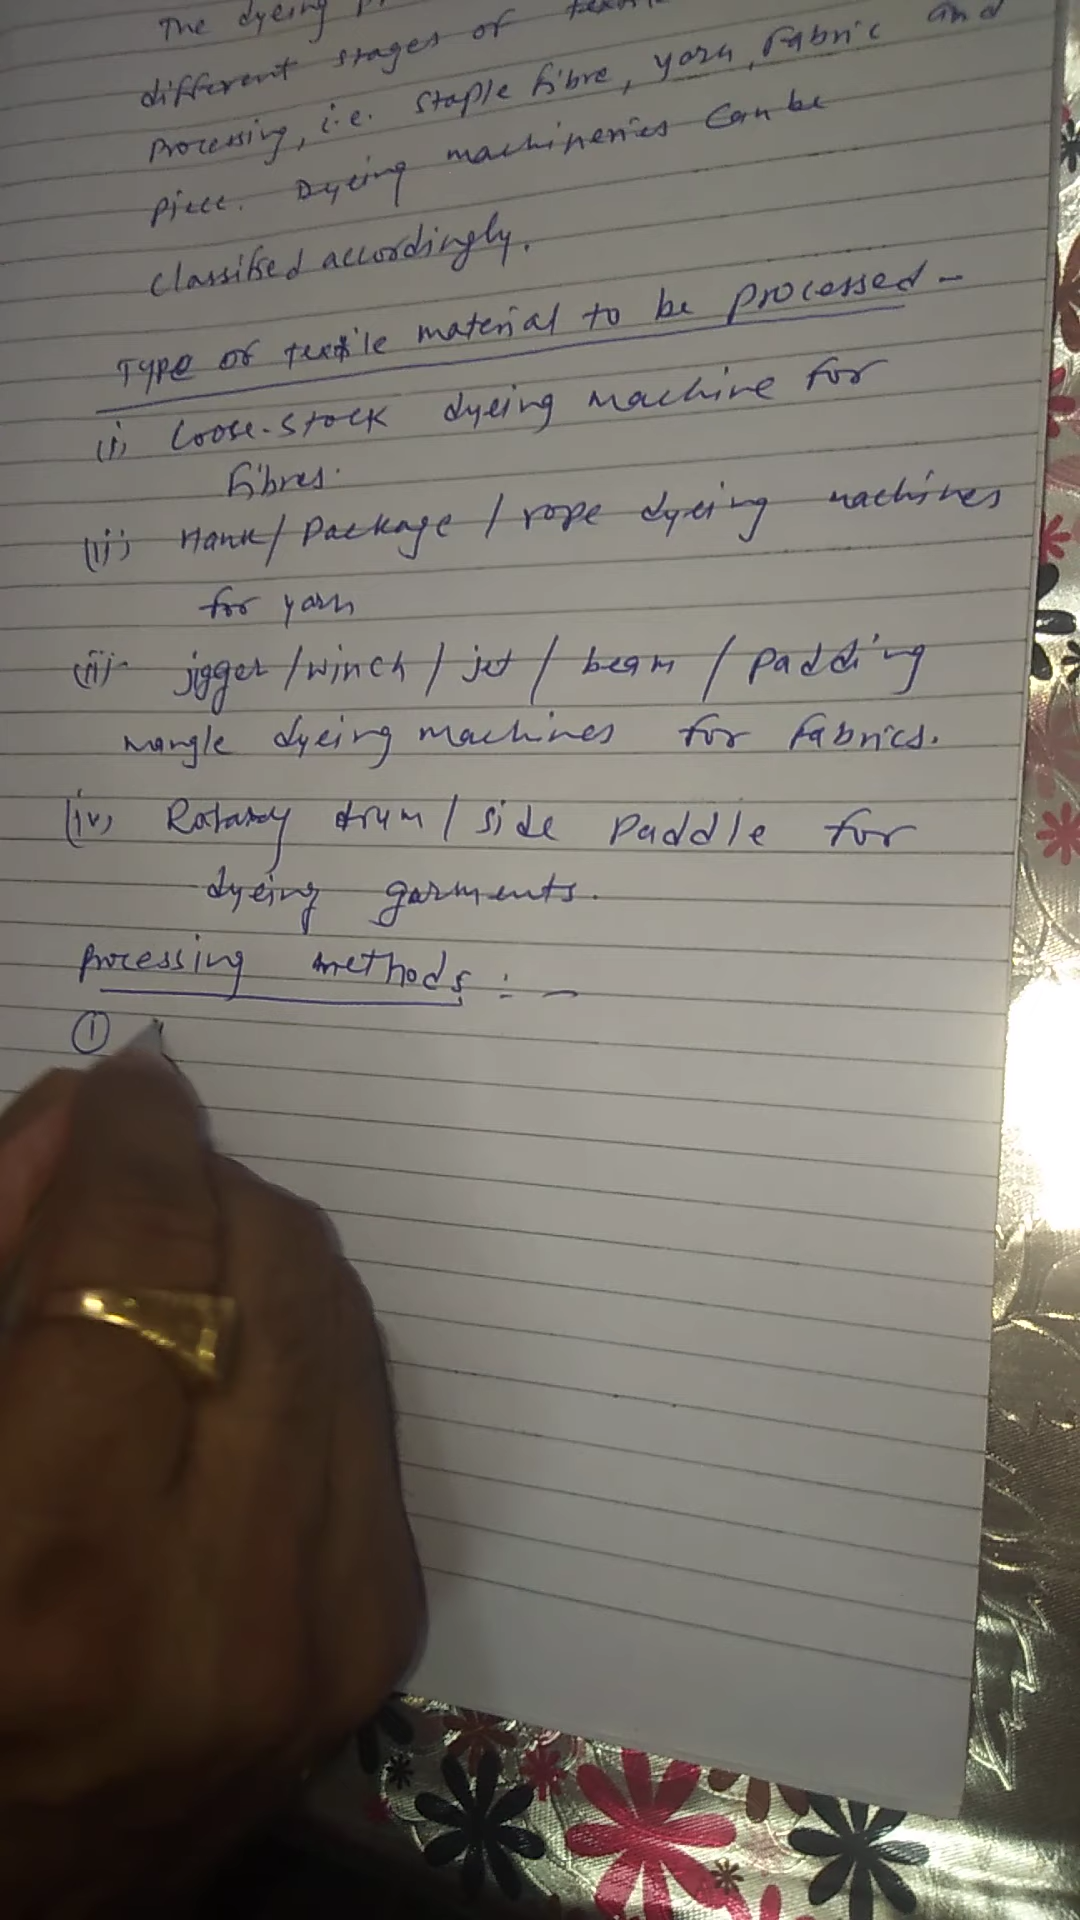 The dyeing
different stages of
Processing, i.e. Staple fibre, yarn, Fabric and
piece. Dyeing machineries Can be
Classified accordingly.
Type of textile material to be processed -
(i) Loose-stock dyeing machine for
fibres.
(ii) Hank/Package/rope dyeing machines
for yarn
(iii) jigger/winch/jet/beam/Padding
mangle dyeing machines for fabrics.
(iv) Rotary drum/side Paddle for
dyeing garments.
Processing methods :-
①